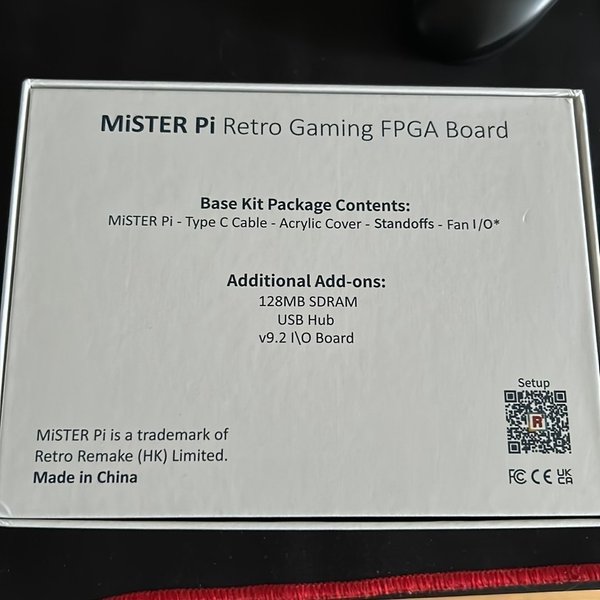 MiSTER Pi Retro Gaming FPGA Board
Base Kit Package Contents:
MiSTER Pi - Type C Cable - Acrylic Cover - Standoffs - Fan I/O*
Additional Add-ons:
128MB SDRAM
USB Hub
v9.2 I\O Board
Setup
R
MiSTER Pi is a trademark of
Retro Remake (HK) Limited.
Made in China
FC CE UK CA